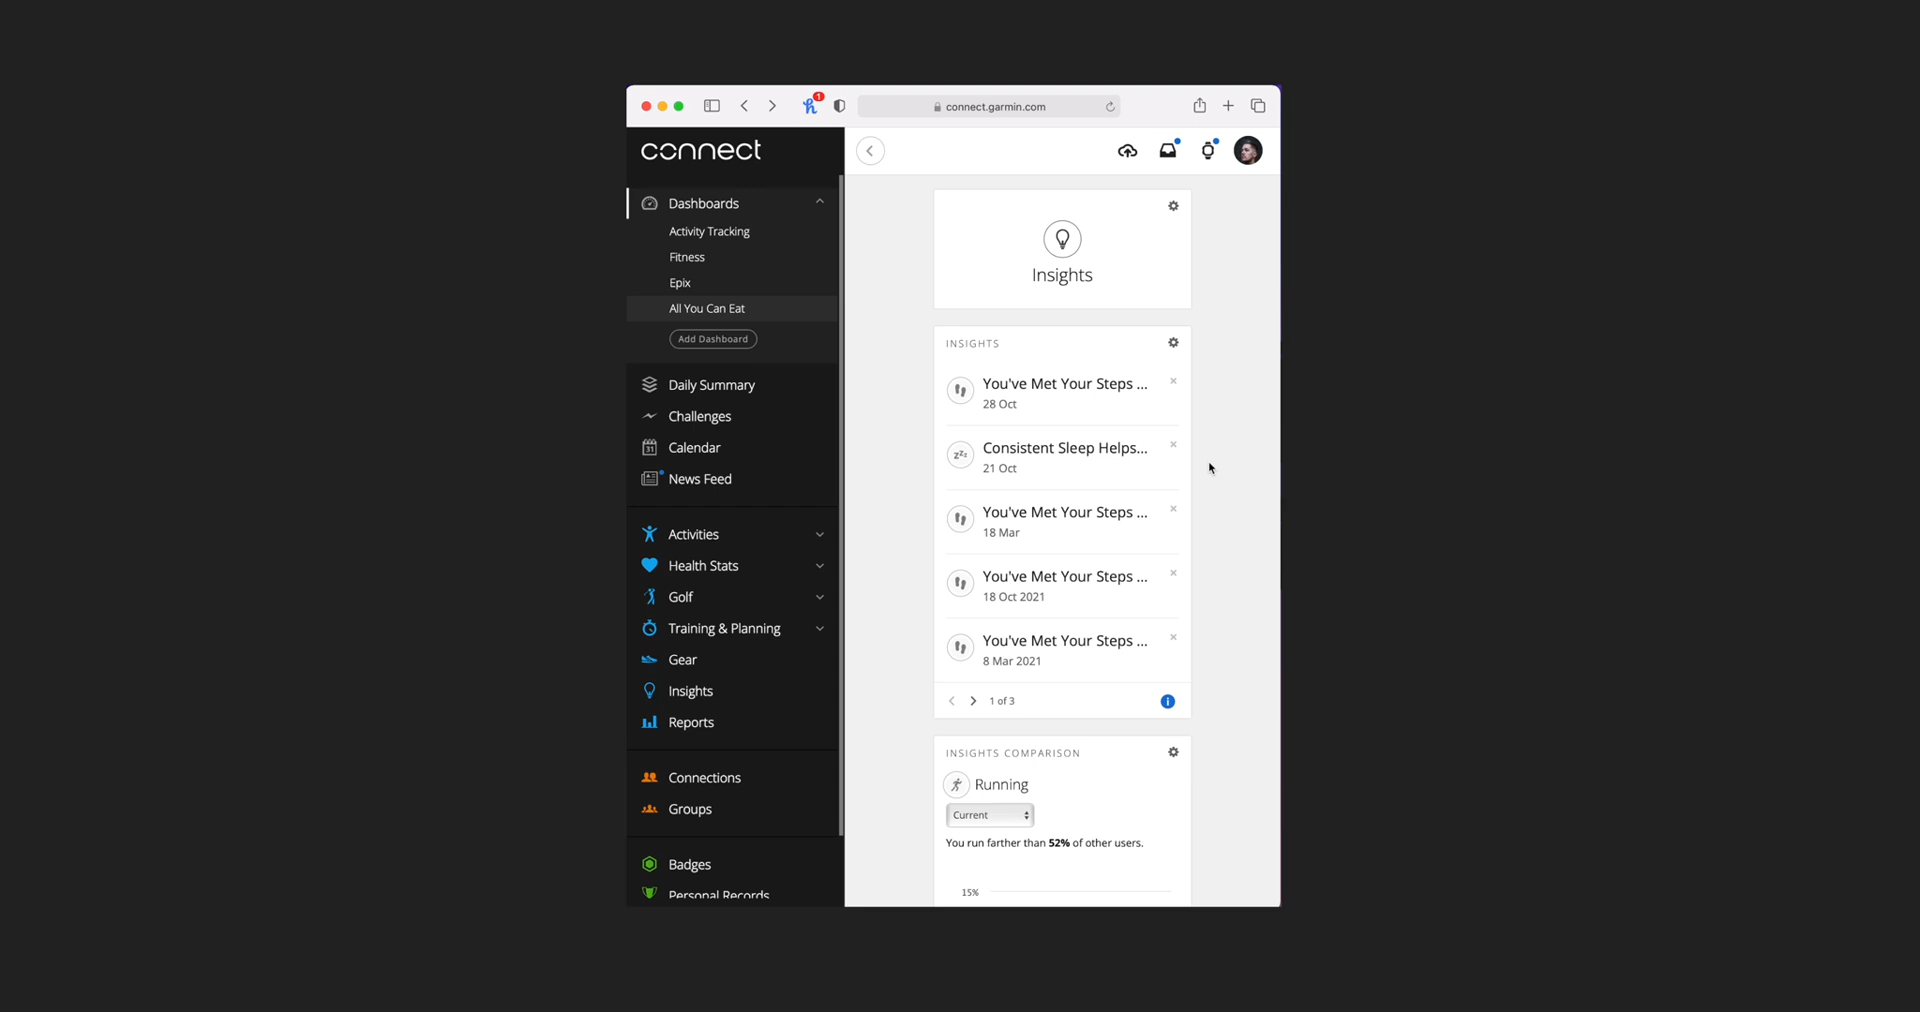 1
connect.garmin.com
connect
Dashboards
Activity Tracking
Fitness
Epix
All You Can Eat
Add Dashboard
Daily Summary
Challenges
31
Calendar
News Feed
Activities
Health Stats
Golf
Training & Planning
Gear
Insights
Reports
Connections
Groups
Badges
Personal Records
Insights
INSIGHTS
You've Met Your Steps ...
28 Oct
zzz
Consistent Sleep Helps...
21 Oct
You've Met Your Steps ...
18 Mar
You've Met Your Steps ...
18 Oct 2021
You've Met Your Steps ...
8 Mar 2021
1 of 3
i
INSIGHTS COMPARISON
Running
Current
You run farther than 52% of other users.
15%